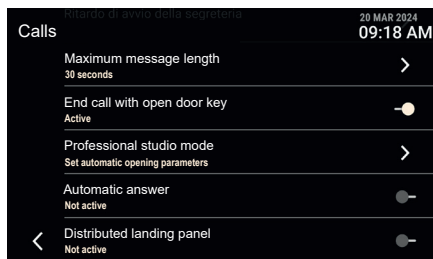 Ritardo di avvio della segreteria
20 MAR 2024
Calls
09:18 AM
Maximum message length
30 seconds
End call with open door key
Active
Professional studio mode
Set automatic opening parameters
Automatic answer
Not active
Distributed landing panel
Not active